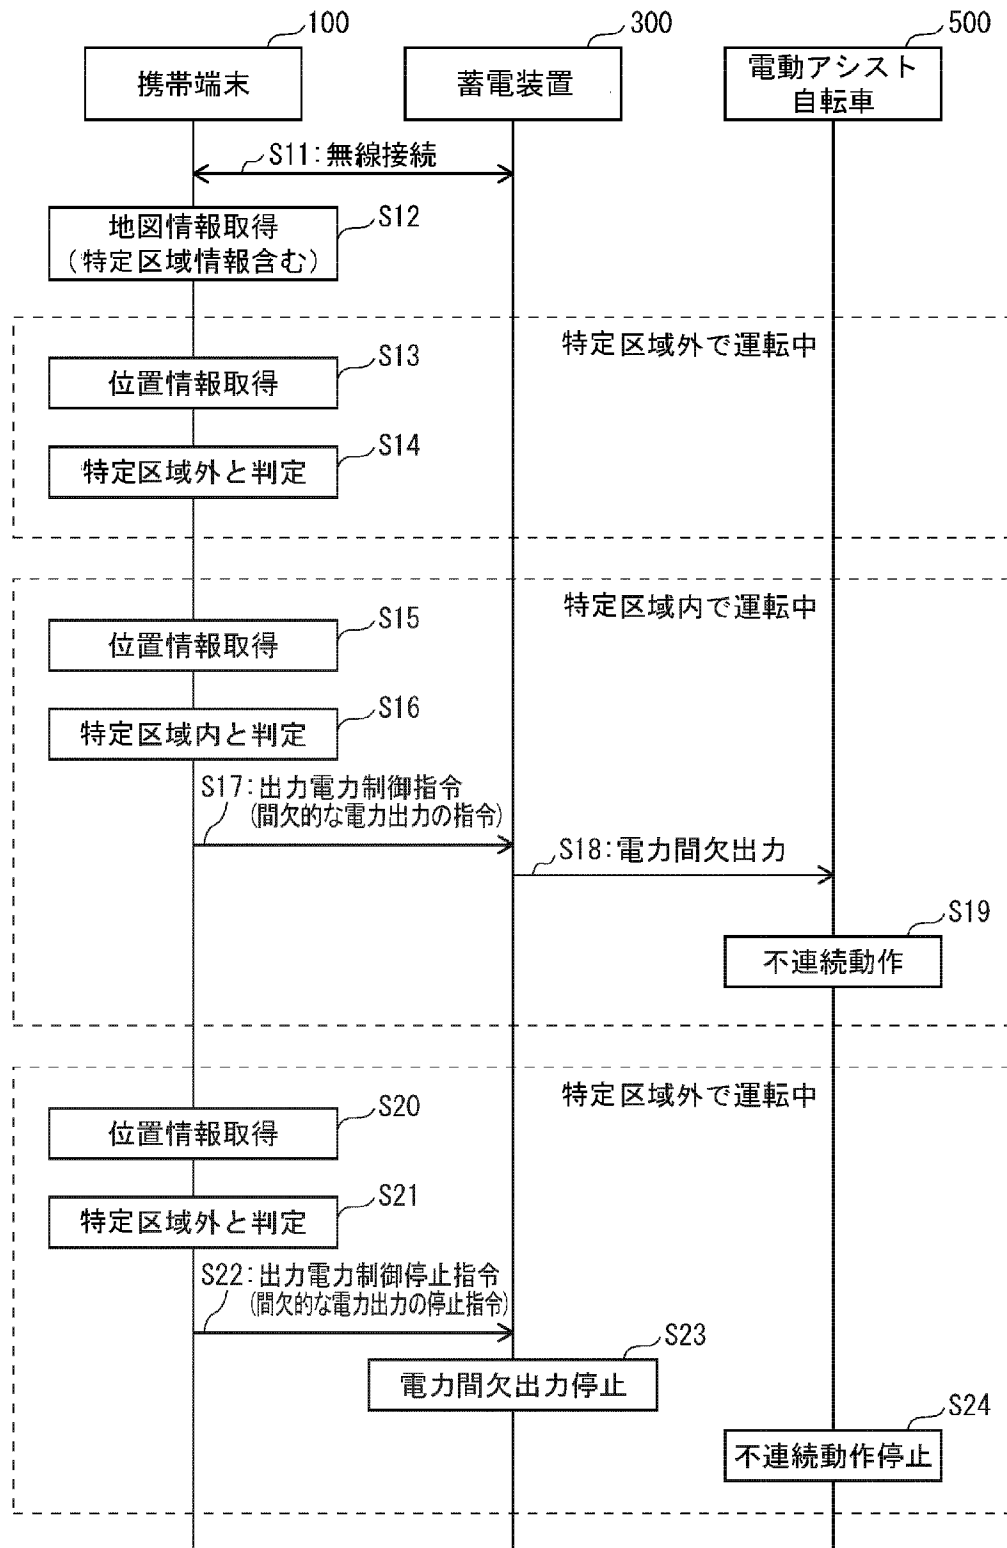 100
300
500
携帯端末
蓄電装置
電動アシスト
自転車
S11:無線接続
地図情報取得
(特定区域情報含む)
S12
特定区域外で運転中
位置情報取得
S13
特定区域外と判定
S14
特定区域内で運転中
位置情報取得
S15
特定区域内と判定
S16
S17:出力電力制御指令
(間欠的な電力出力の指令)
S18:電力間欠出力
S19
不連続動作
特定区域外で運転中
位置情報取得
S20
特定区域外と判定
S21
S22:出力電力制御停止指令
(間欠的な電力出力の停止指令)
S23
電力間欠出力停止
S24
不連続動作停止